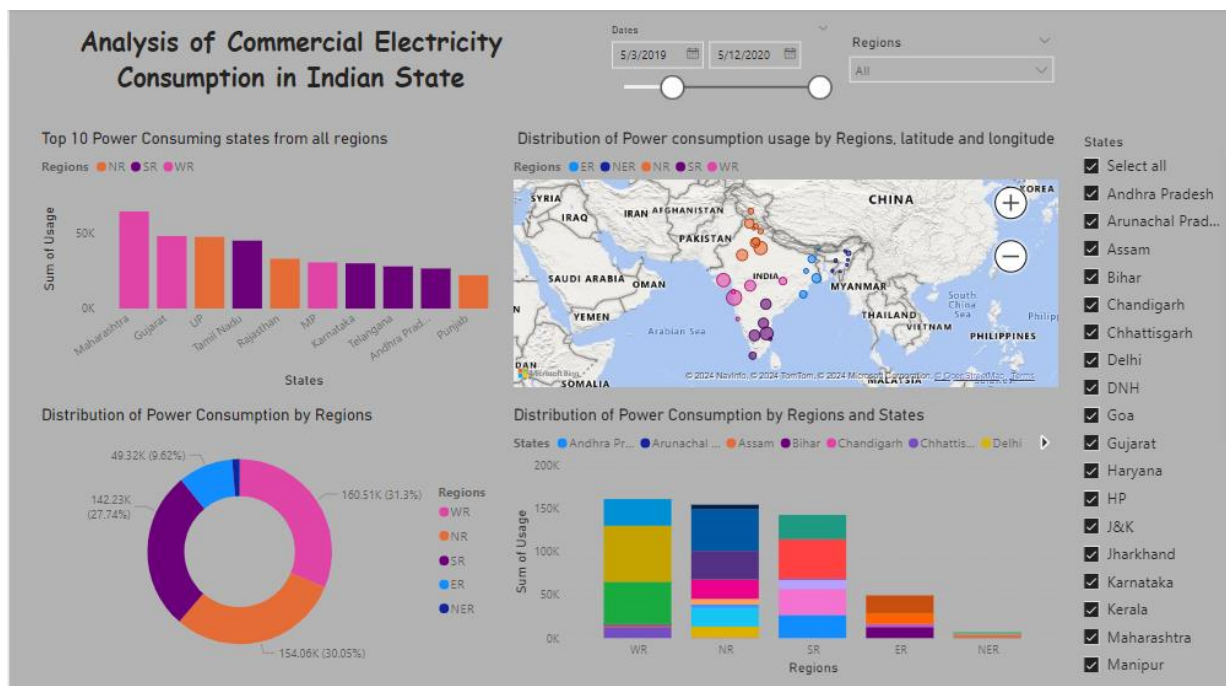 Analysis of Commercial Electricity
Consumption in Indian State
Dates
5/3/2019
5/12/2020
Regions
All
Top 10 Power Consuming states from all regions
Regions NR SR WR
Sum of Usage
50K
0K
Maharashtra
Gujarat
UP
Tamil Nadu
Rajasthan
MP
Karnataka
Telangana
Andhra Prad...
Punjab
States
Distribution of Power consumption usage by Regions, latitude and longitude
Regions ER NER NR SR WR
SYRIA
IRAQ
IRAN
AFGHANISTAN
PAKISTAN
CHINA
KOREA
SAUDI ARABIA
OMAN
INDIA
MYANMAR
YEMEN
Arabian Sea
THAILAND
VIETNAM
South
China
Sea
Philipp
PHILIPPINES
DAN
SOMALIA
MALAYSIA
Microsoft Bing
© 2024 NavInfo, © 2024 TomTom, © 2024 Microsoft Corporation, © OpenStreetMap Terms
States
Select all
Andhra Pradesh
Arunachal Prad...
Assam
Bihar
Chandigarh
Chhattisgarh
Delhi
DNH
Goa
Gujarat
Haryana
HP
J&K
Jharkhand
Karnataka
Kerala
Maharashtra
Manipur
Distribution of Power Consumption by Regions
49.32K (9.62%)
142.23K
(27.74%)
160.51K (31.3%)
154.06K (30.05%)
Regions
WR
NR
SR
ER
NER
Distribution of Power Consumption by Regions and States
States Andhra Pr... Arunachal ... Assam Bihar Chandigarh Chhattis... Delhi
Sum of Usage
200K
150K
100K
50K
0K
WR NR SR ER NER
Regions